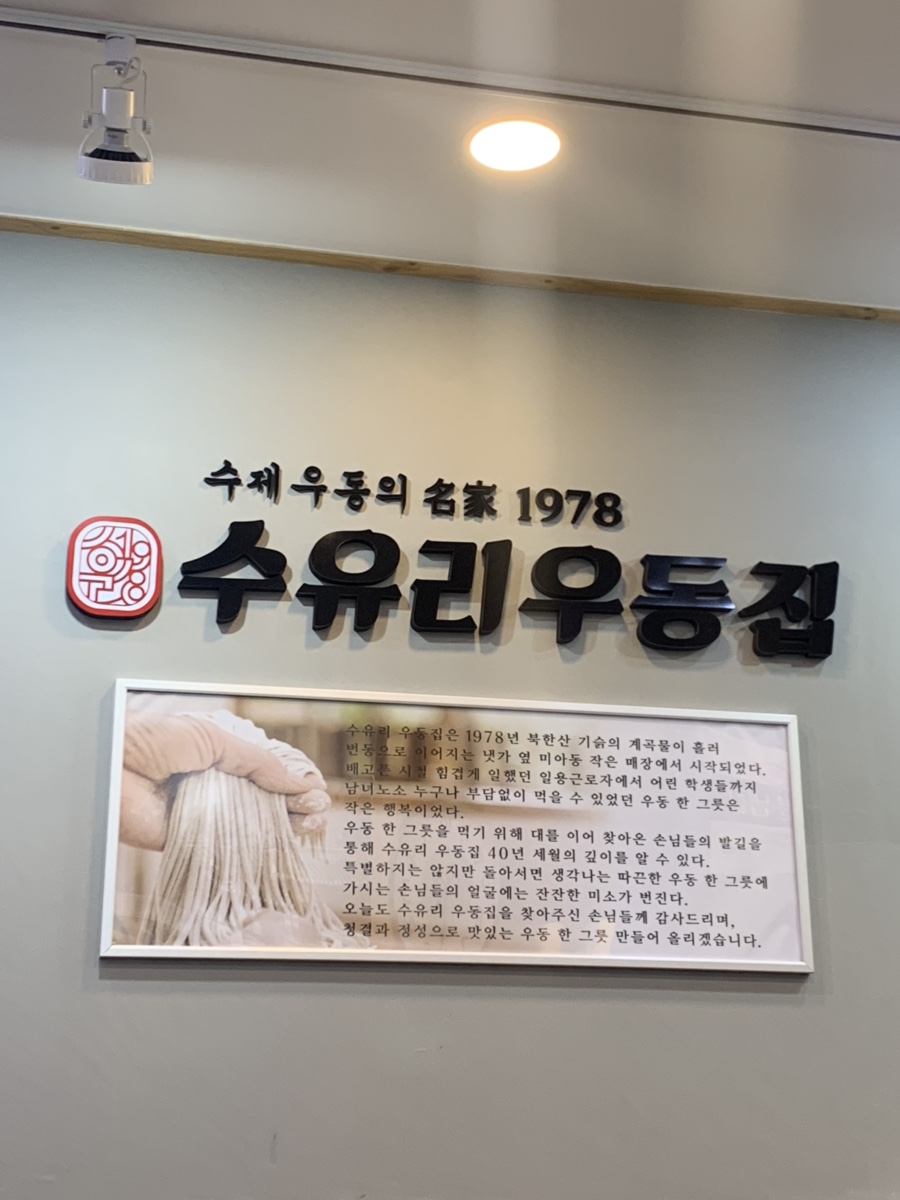 수제 우동의 名家 1978
수유리우동집
수유리 우동집은 1978년 북한산 기슭의 계곡물이 흘러
번동으로 이어지는 냇가 옆 미아동 작은 매장에서 시작되었다.
배고픈 시절 힘겹게 일했던 일용근로자에서 어린 학생들까지
남녀노소 누구나 부담없이 먹을 수 있었던 우동 한 그릇은
작은 행복이었다.
우동 한 그릇을 먹기 위해 대를 이어 찾아온 손님들의 발길을
통해 수유리 우동집 40년 세월의 깊이를 알 수 있다.
특별하지는 않지만 돌아서면 생각나는 따끈한 우동 한 그릇에
가시는 손님들의 얼굴에는 잔잔한 미소가 번진다.
오늘도 수유리 우동집을 찾아주신 손님들께 감사드리며,
청결과 정성으로 맛있는 우동 한 그릇 만들어 올리겠습니다.